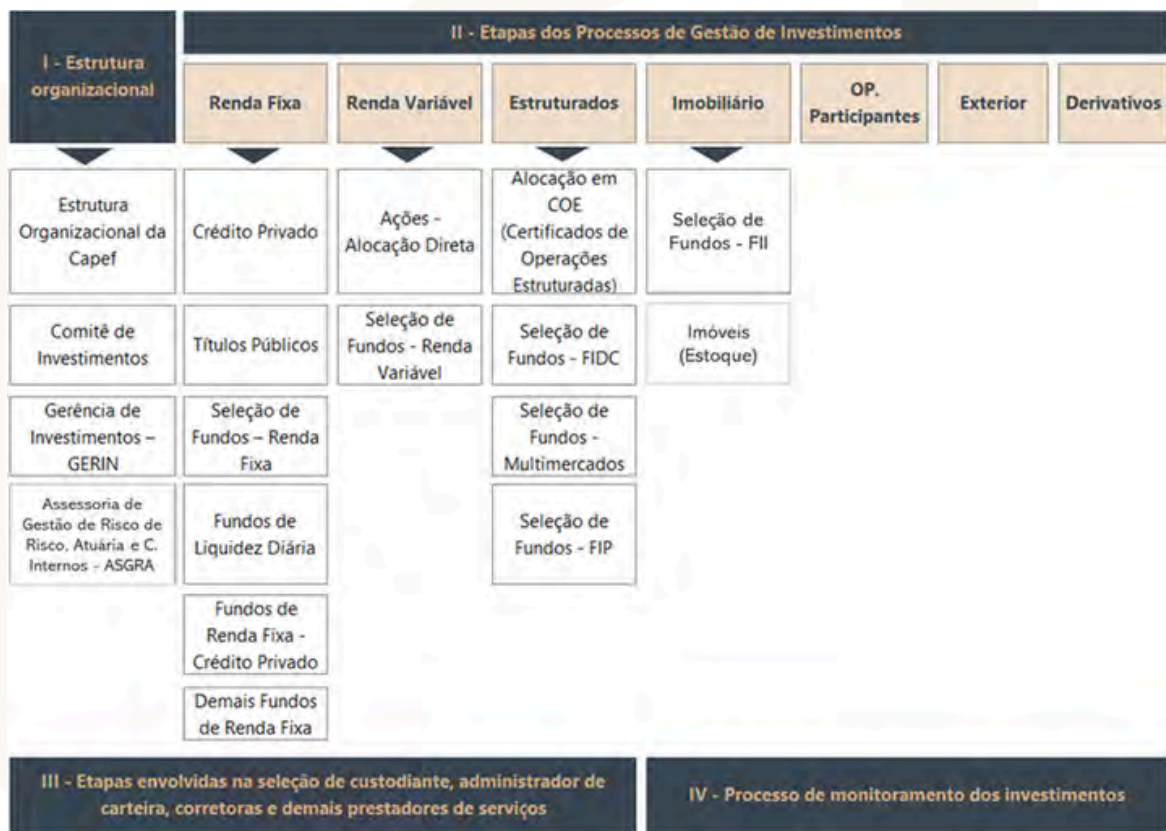 I - Estrutura
organizacional
II - Etapas dos Processos de Gestão de Investimentos
Renda Fixa
Renda Variável
Estruturados
Imobiliário
OP.
Participantes
Exterior
Derivativos
Estrutura
Organizacional da
Capef
Comitê de
Investimentos
Gerência de
Investimentos –
GERIN
Assessoria de
Gestão de Risco de
Risco, Atuária e C.
Internos - ASGRA
Crédito Privado
Títulos Públicos
Seleção de
Fundos – Renda
Fixa
Fundos de
Liquidez Diária
Fundos de
Renda Fixa -
Crédito Privado
Demais Fundos
de Renda Fixa
Ações -
Alocação Direta
Seleção de
Fundos - Renda
Variável
Alocação em
COE
(Certificados de
Operações
Estruturadas)
Seleção de
Fundos - FIDC
Seleção de
Fundos -
Multimercados
Seleção de
Fundos - FIP
Seleção de
Fundos - FII
Imóveis
(Estoque)
III - Etapas envolvidas na seleção de custodiante, administrador de
carteira, corretoras e demais prestadores de serviços
IV - Processo de monitoramento dos investimentos